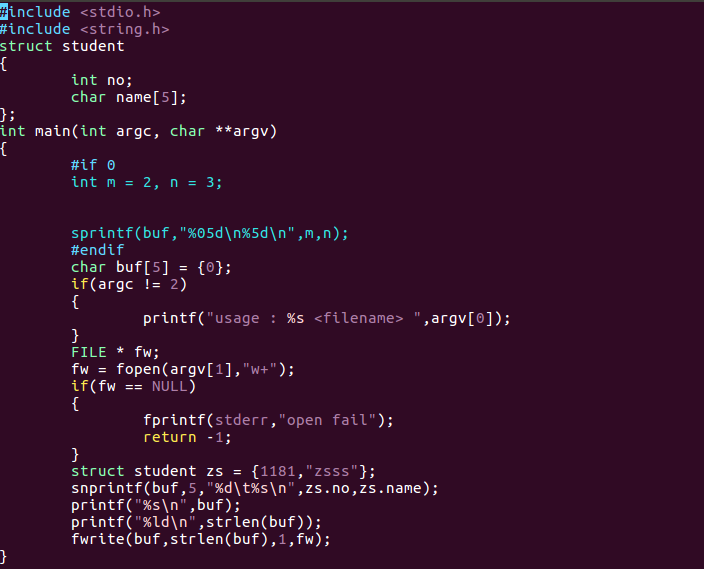 #include <stdio.h>
#include <string.h>
struct student
{
        int no;
        char name[5];
};
int main(int argc, char **argv)
{
        #if 0
        int m = 2, n = 3;
        sprintf(buf,"%05d\n%5d\n",m,n);
        #endif
        char buf[5] = {0};
        if(argc != 2)
        {
                printf("usage : %s <filename> ",argv[0]);
        }
        FILE * fw;
        fw = fopen(argv[1],"w+");
        if(fw == NULL)
        {
                fprintf(stderr,"open fail");
                return -1;
        }
        struct student zs = {1181,"zsss"};
        snprintf(buf,5,"%d\t%s\n",zs.no,zs.name);
        printf("%s\n",buf);
        printf("%ld\n",strlen(buf));
        fwrite(buf,strlen(buf),1,fw);
}